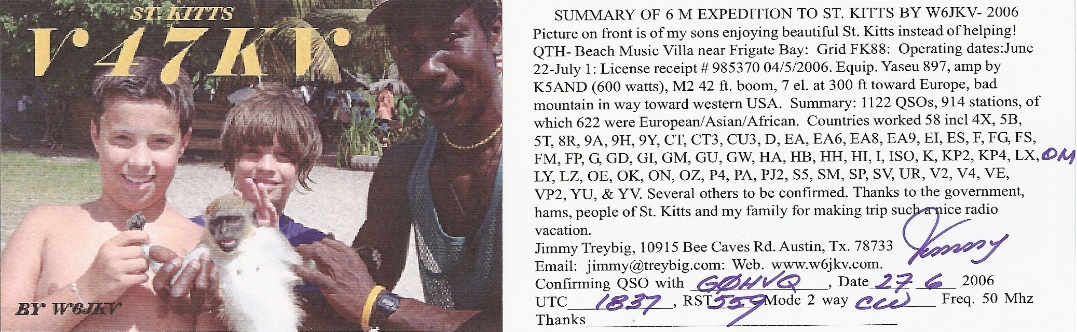 ST. KITTS
V47KV
BY W6JKV
SUMMARY OF 6 M EXPEDITION TO ST. KITTS BY W6JKV- 2006
Picture on front is of my sons enjoying beautiful St. Kitts instead of helping!
QTH- Beach Music Villa near Frigate Bay: Grid FK88: Operating dates:June
22-July 1: License receipt # 985370 04/5/2006. Equip. Yaseu 897, amp by
K5AND (600 watts), M2 42 ft. boom, 7 el. at 300 ft toward Europe, bad
mountain in way toward western USA. Summary: 1122 QSOs, 914 stations, of
which 622 were European/Asian/African. Countries worked 58 incl 4X, 5B,
5T, 8R, 9A, 9H, 9Y, CT, CT3, CU3, D, EA, EA6, EA8, EA9, EI, ES, F, FG, FS,
FM, FP, G, GD, GI, GM, GU, GW, HA, HB, HH, HI, I, ISO, K, KP2, KP4, LX, OM
LY, LZ, OE, OK, ON, OZ, P4, PA, PJ2, S5, SM, SP, SV, UR, V2, V4, VE,
VP2, YU, & YV. Several others to be confirmed. Thanks to the government,
hams, people of St. Kitts and my family for making trip such a nice radio
vacation.
Jimmy Treybig, 10915 Bee Caves Rd. Austin, Tx. 78733 Jimmy
Email: jimmy@treybig.com: Web. www.w6jkv.com.
Confirming QSO with GØHVQ, Date 27 6 2006
UTC 1837, RST 559 Mode 2 way CW Freq. 50 Mhz
Thanks